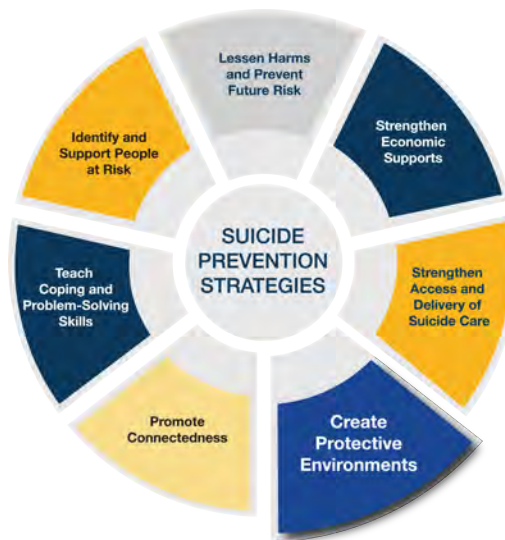 Lessen Harms
and Prevent
Future Risk
Strengthen
Economic
Supports
Strengthen
Access and
Delivery of
Suicide Care
Create
Protective
Environments
Promote
Connectedness
Teach
Coping and
Problem-Solving
Skills
Identify and
Support People
at Risk
SUICIDE
PREVENTION
STRATEGIES